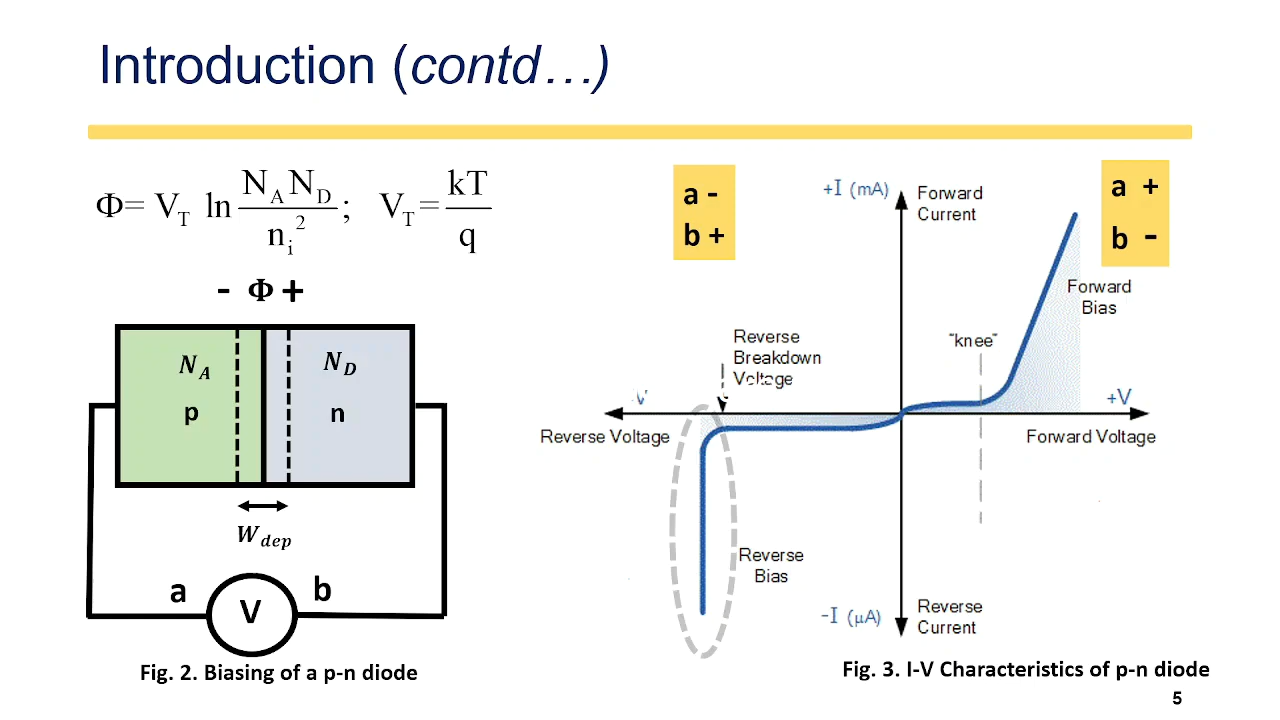 Introduction (contd…)
Φ= V_T ln N_A N_D / n_i^2 ; V_T = kT / q
- Φ +
N_A
p
N_D
n
W_dep
a
V
b
Fig. 2. Biasing of a p-n diode
a -
b +
+I (mA)
Forward
Current
a +
b -
Forward
Bias
"knee"
Reverse
Breakdown
Voltage
-V
+V
Reverse Voltage
Forward Voltage
Reverse
Bias
-I (µA)
Reverse
Current
Fig. 3. I-V Characteristics of p-n diode
5